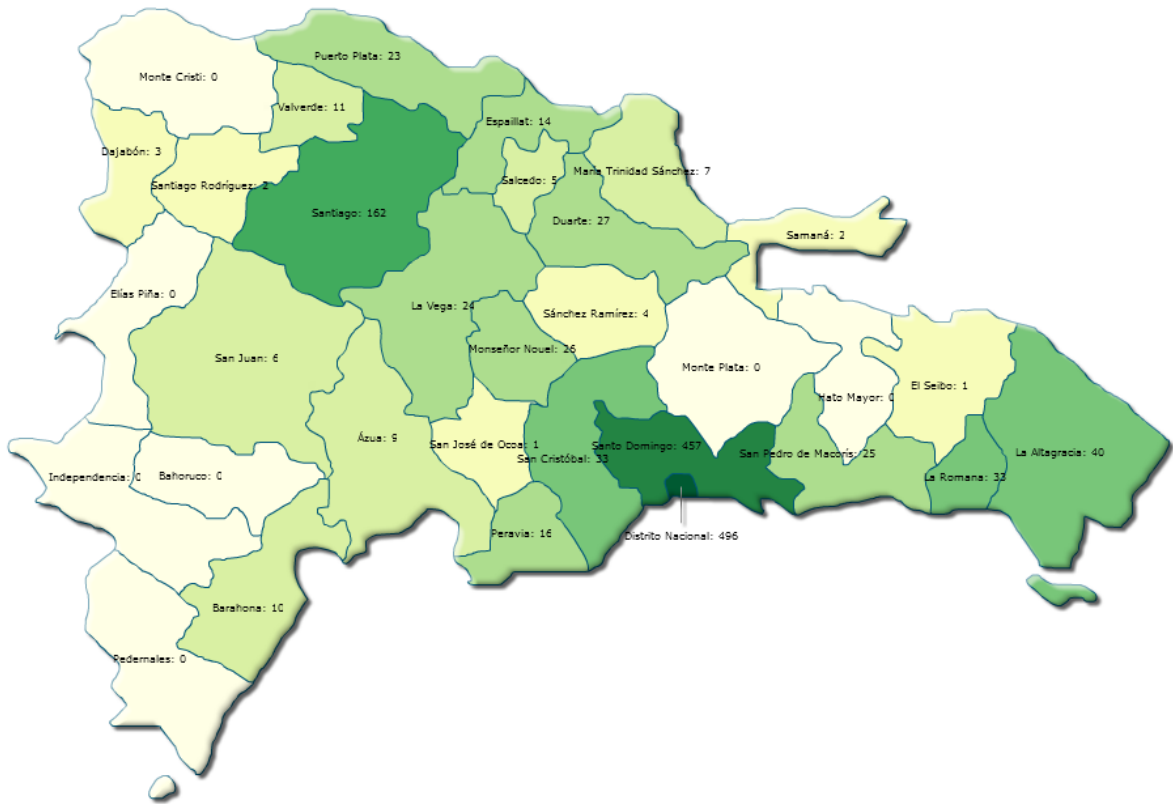 Puerto Plata: 23
Monte Cristi: 0
Valverde: 11
Espaillat: 14
Dajabón: 3
Santiago Rodríguez: 2
Salcedo: 5
María Trinidad Sánchez: 7
Santiago: 162
Duarte: 27
Samaná: 2
Elías Piña: 0
La Vega: 24
Sánchez Ramírez: 4
San Juan: 6
Monseñor Nouel: 26
Monte Plata: 0
El Seibo: 1
Hato Mayor: 0
Ázua: 9
San José de Ocoa: 1
Santo Domingo: 457
San Cristóbal: 33
San Pedro de Macorís: 25
La Altagracia: 40
Independencia: 0
Bahoruco: 0
La Romana: 33
Peravia: 16
Distrito Nacional: 496
Barahona: 10
Pedernales: 0